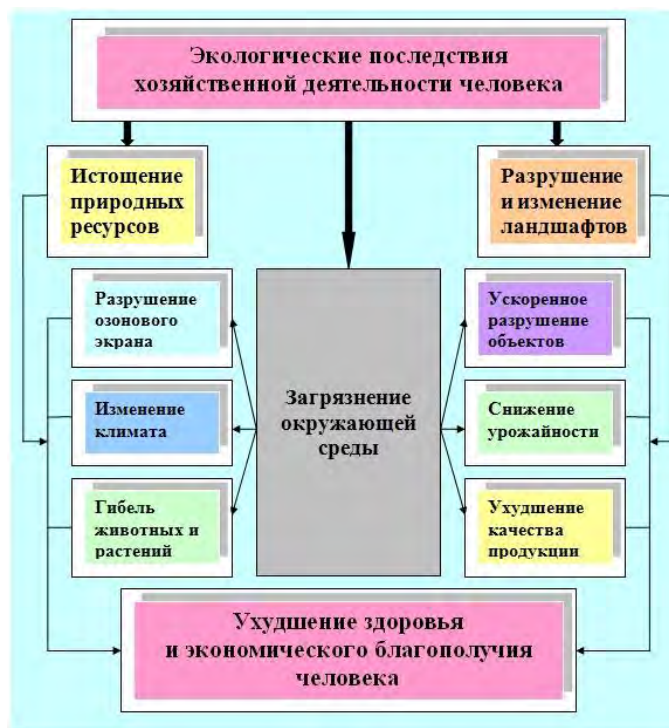 Экологические последствия
хозяйственной деятельности человека
Истощение
природных
ресурсов
Разрушение
и изменение
ландшафтов
Разрушение
озонового
экрана
Изменение
климата
Гибель
животных и
растений
Загрязнение
окружающей
среды
Ускоренное
разрушение
объектов
Снижение
урожайности
Ухудшение
качества
продукции
Ухудшение здоровья
и экономического благополучия
человека